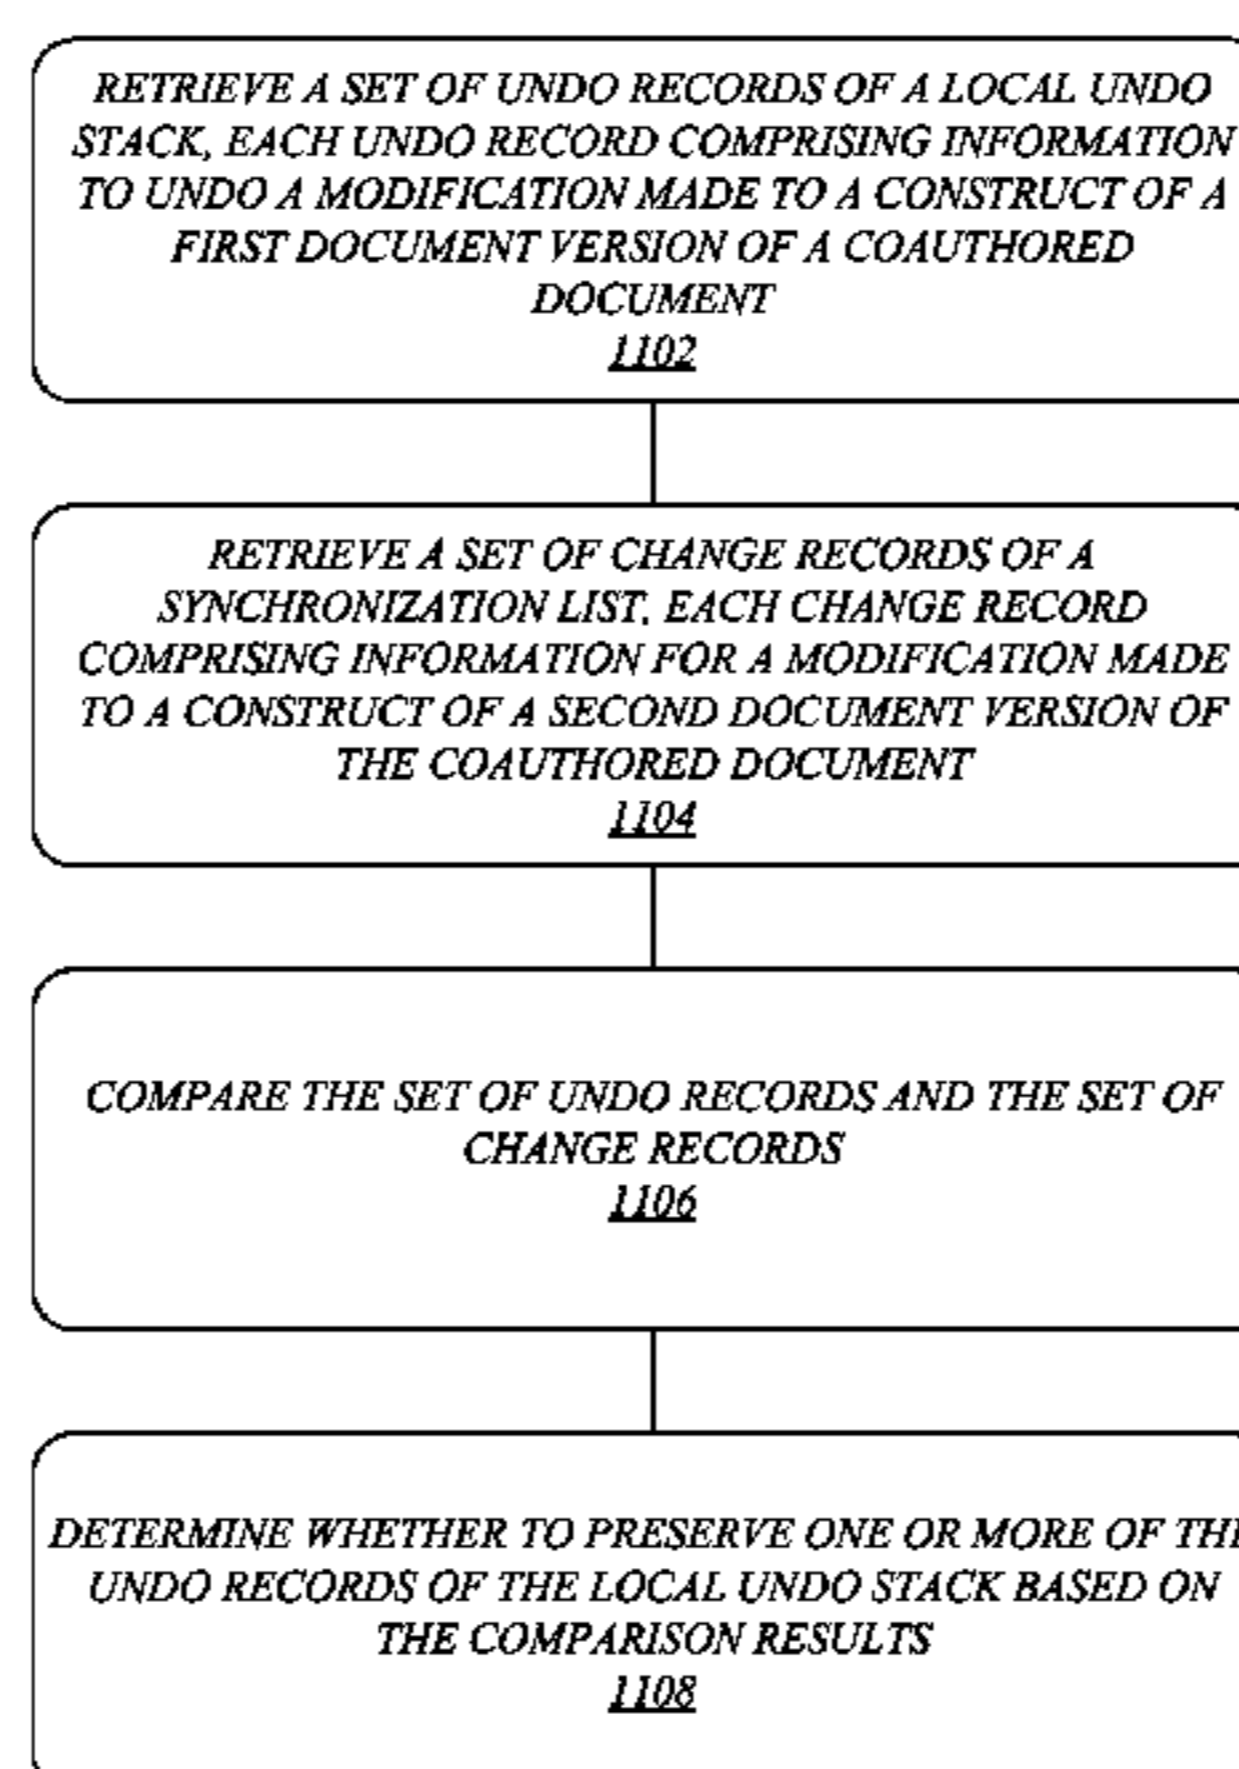 RETRIEVE A SET OF UNDO RECORDS OF A LOCAL UNDO
STACK, EACH UNDO RECORD COMPRISING INFORMATION
TO UNDO A MODIFICATION MADE TO A CONSTRUCT OF A
FIRST DOCUMENT VERSION OF A COAUTHORED
DOCUMENT
1102
RETRIEVE A SET OF CHANGE RECORDS OF A
SYNCHRONIZATION LIST, EACH CHANGE RECORD
COMPRISING INFORMATION FOR A MODIFICATION MADE
TO A CONSTRUCT OF A SECOND DOCUMENT VERSION OF
THE COAUTHORED DOCUMENT
1104
COMPARE THE SET OF UNDO RECORDS AND THE SET OF
CHANGE RECORDS
1106
DETERMINE WHETHER TO PRESERVE ONE OR MORE OF THE
UNDO RECORDS OF THE LOCAL UNDO STACK BASED ON
THE COMPARISON RESULTS
1108